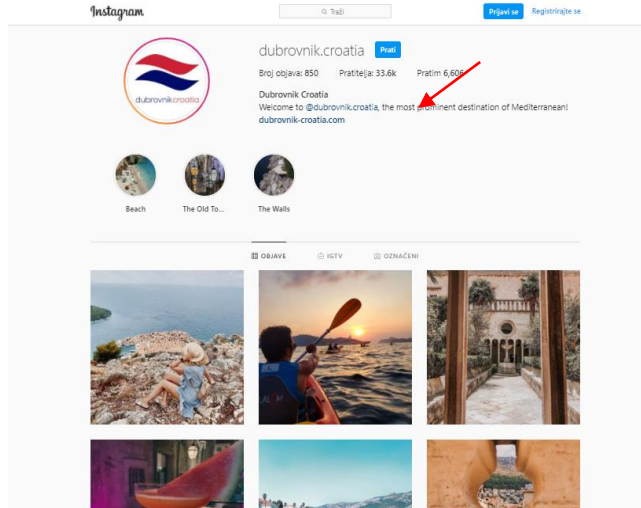 Instagram
Traži
Prijavi se Registrirajte se
dubrovnikcroatia
dubrovnik.croatia Prati
Broj objava: 850 Pratitelja: 33.6k Pratim 6,606
Dubrovnik Croatia
Welcome to @dubrovnik.croatia, the most prominent destination of Mediterranean!
dubrovnik-croatia.com
Beach The Old To... The Walls
OBJAVE IGTV OZNAČENI